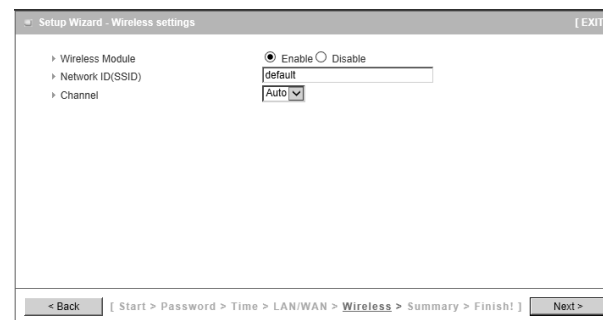 Setup Wizard - Wireless settings [ EXIT
Wireless Module Enable Disable
Network ID(SSID) default
Channel Auto
< Back [ Start > Password > Time > LAN/WAN > Wireless > Summary > Finish! ] Next >